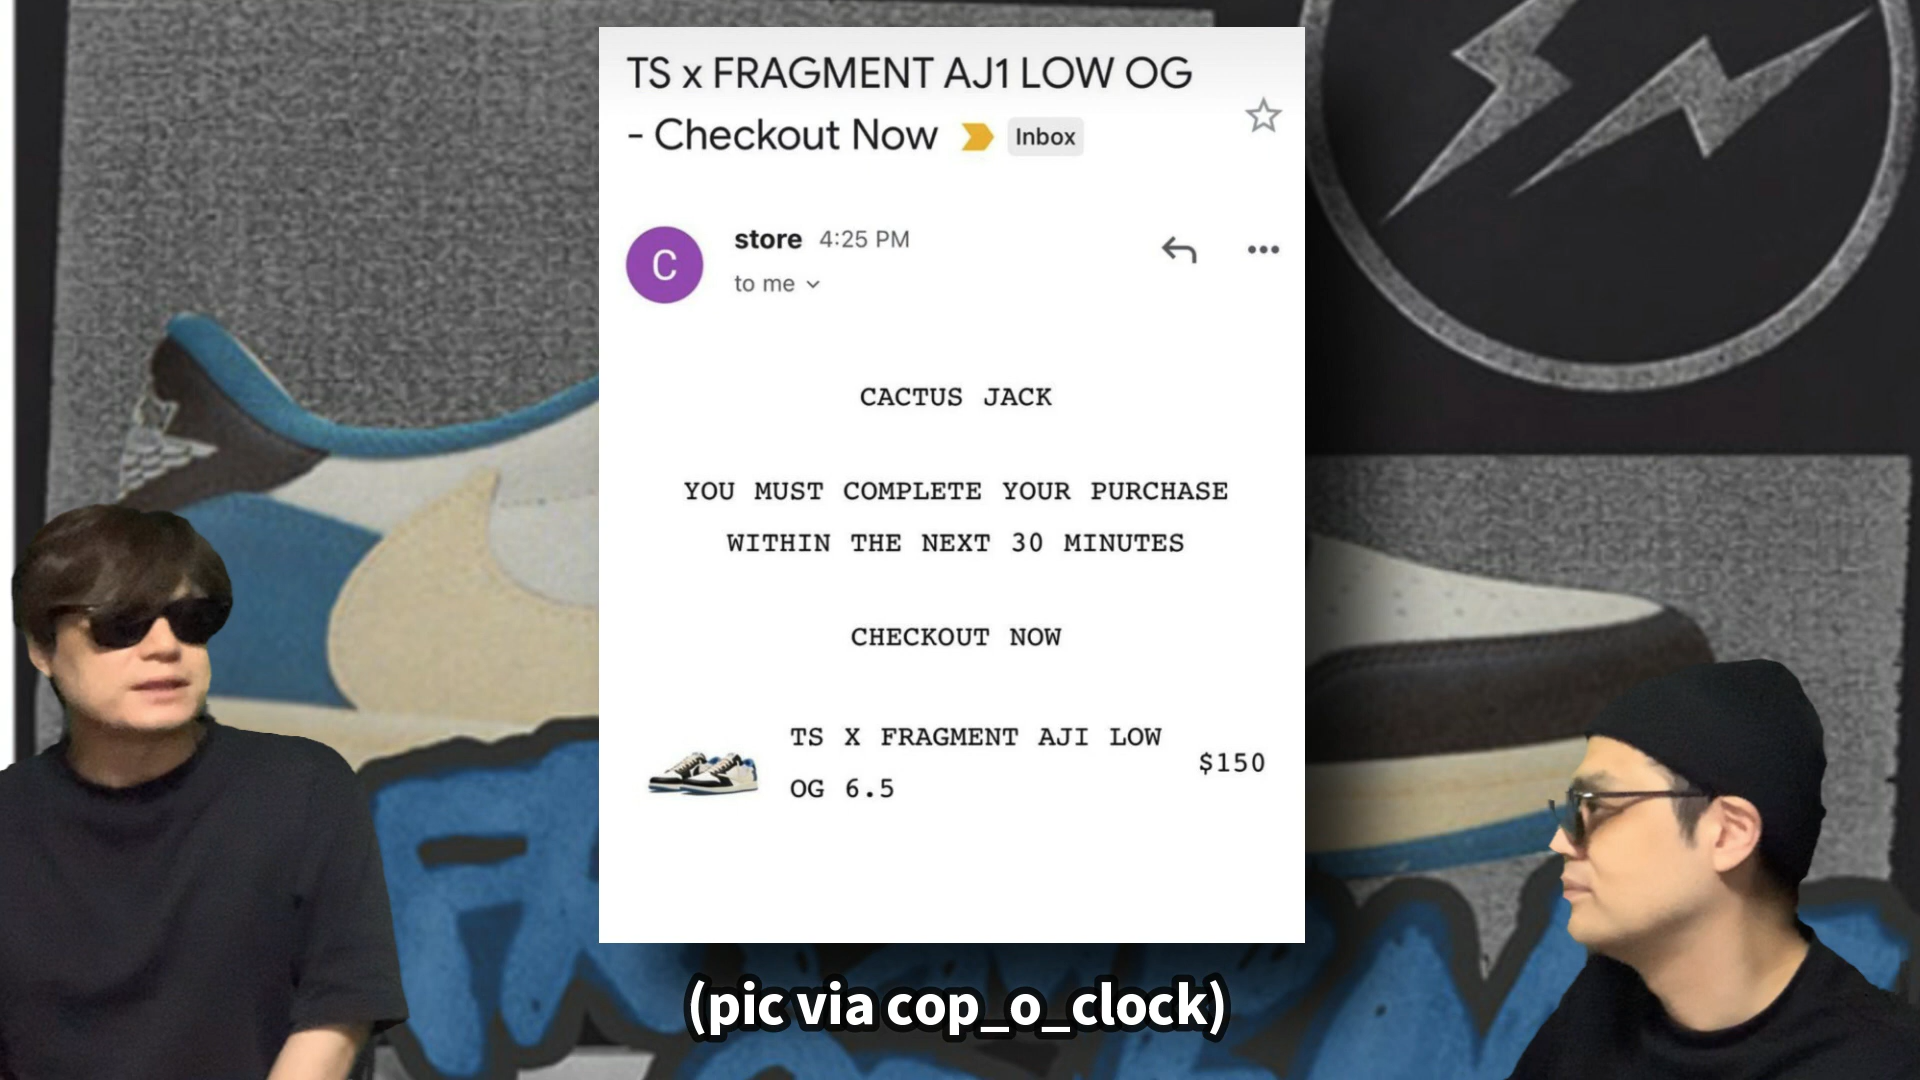 TS x FRAGMENT AJ1 LOW OG
- Checkout Now Inbox
C
store 4:25 PM
to me
CACTUS JACK
YOU MUST COMPLETE YOUR PURCHASE
WITHIN THE NEXT 30 MINUTES
CHECKOUT NOW
TS X FRAGMENT AJI LOW
OG 6.5
$150
(pic via cop_o_clock)